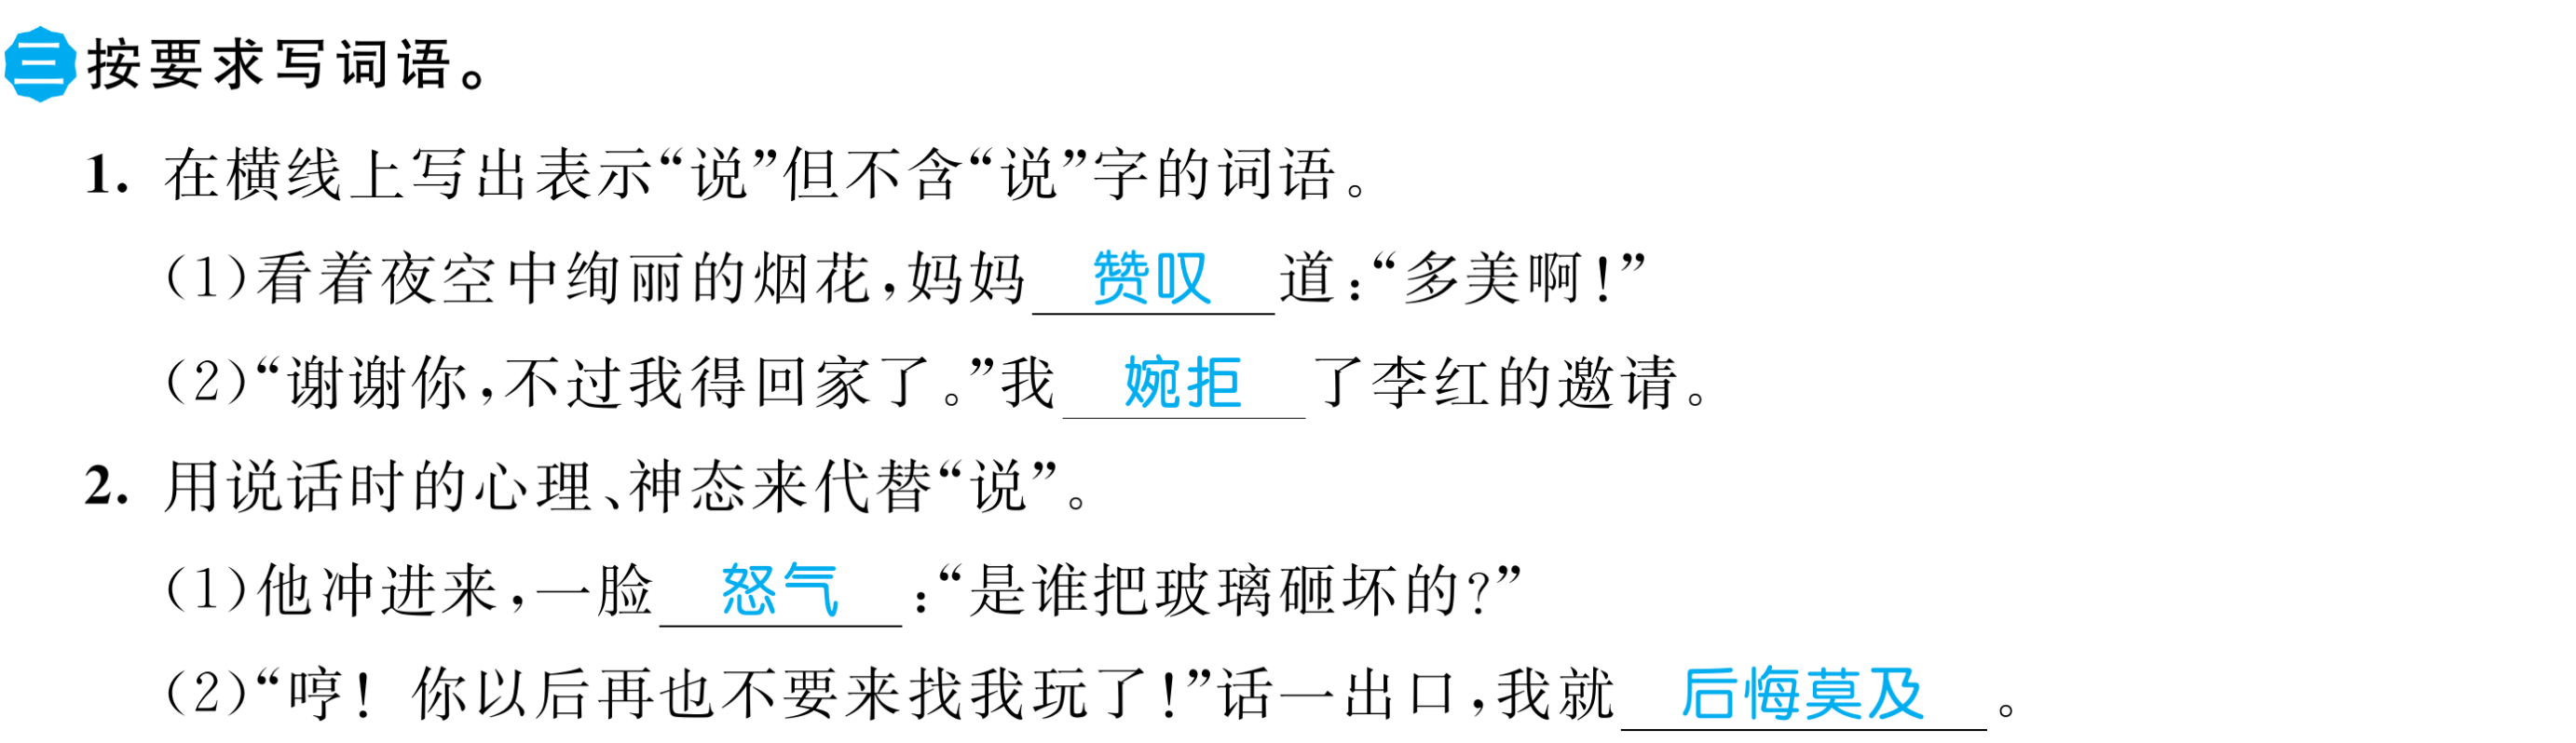 三 按要求写词语。
1. 在横线上写出表示“说”但不含“说”字的词语。
(1)看着夜空中绚丽的烟花,妈妈 赞叹 道:“多美啊!”
(2)“谢谢你,不过我得回家了。”我 婉拒 了李红的邀请。
2. 用说话时的心理、神态来代替“说”。
(1)他冲进来,一脸 怒气 :“是谁把玻璃砸坏的?”
(2)“哼! 你以后再也不要来找我玩了!”话一出口,我就 后悔莫及 。